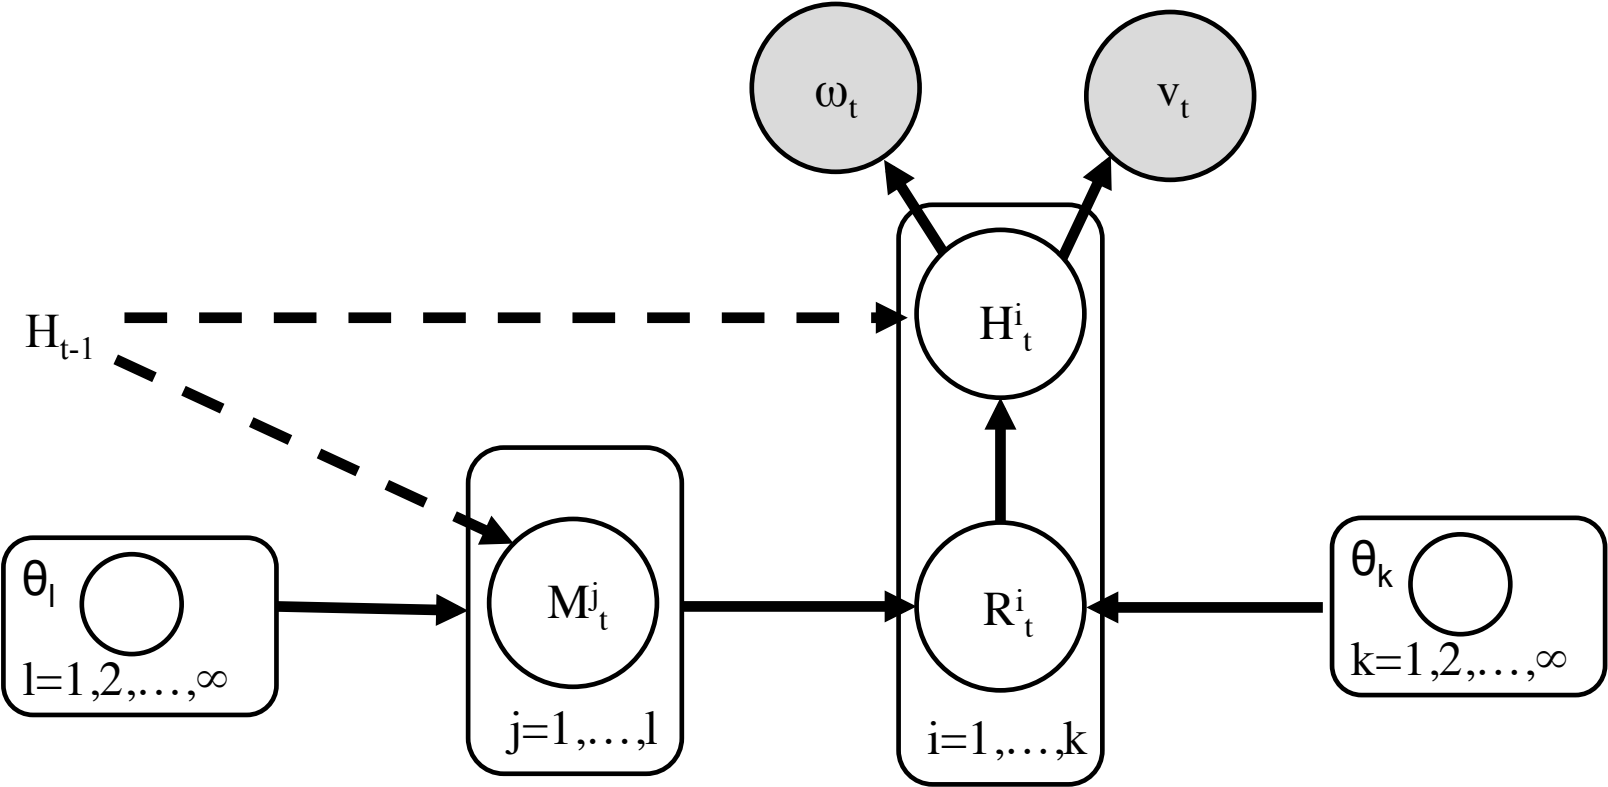 ωt
vt
Hit
Ht-1
θl
l=1,2,...,∞
Mjt
j=1,...,l
Rit
i=1,...,k
θk
k=1,2,...,∞